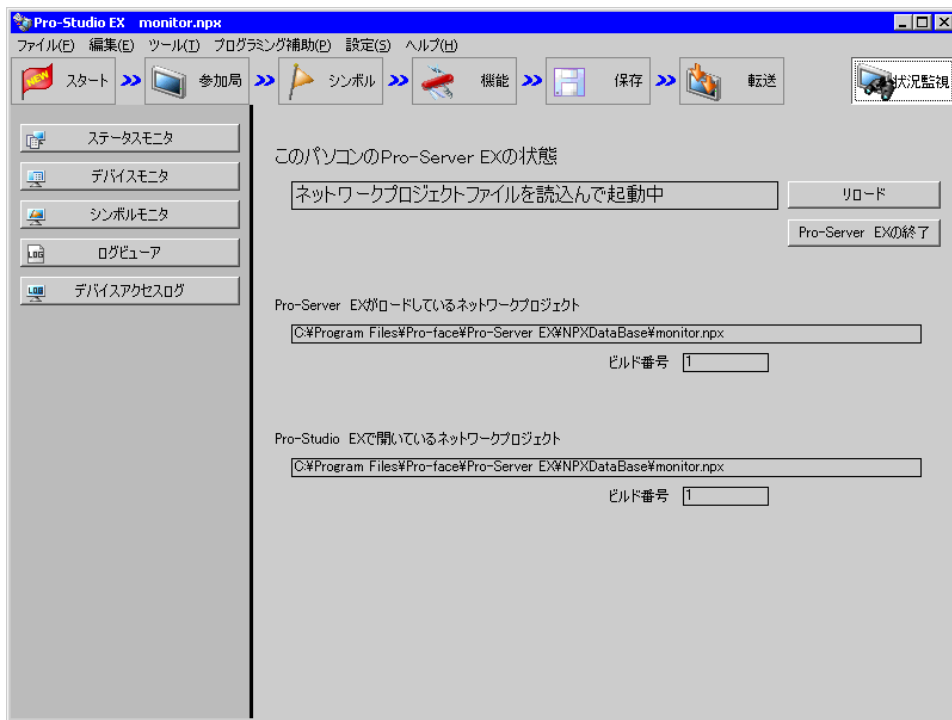 Pro-Studio EX monitor.npx
ファイル(F) 編集(E) ツール(T) プログラミング補助(P) 設定(S) ヘルプ(H)
NEW スタート 参加局 シンボル 機能 保存 転送 状況監視
ステータスモニタ
デバイスモニタ
シンボルモニタ
LOG ログビューア
LOG デバイスアクセスログ
このパソコンのPro-Server EXの状態
ネットワークプロジェクトファイルを読込んで起動中
リロード
Pro-Server EXの終了
Pro-Server EXがロードしているネットワークプロジェクト
C:¥Program Files¥Pro-face¥Pro-Server EX¥NPXDataBase¥monitor.npx
ビルド番号 1
Pro-Studio EXで開いているネットワークプロジェクト
C:¥Program Files¥Pro-face¥Pro-Server EX¥NPXDataBase¥monitor.npx
ビルド番号 1